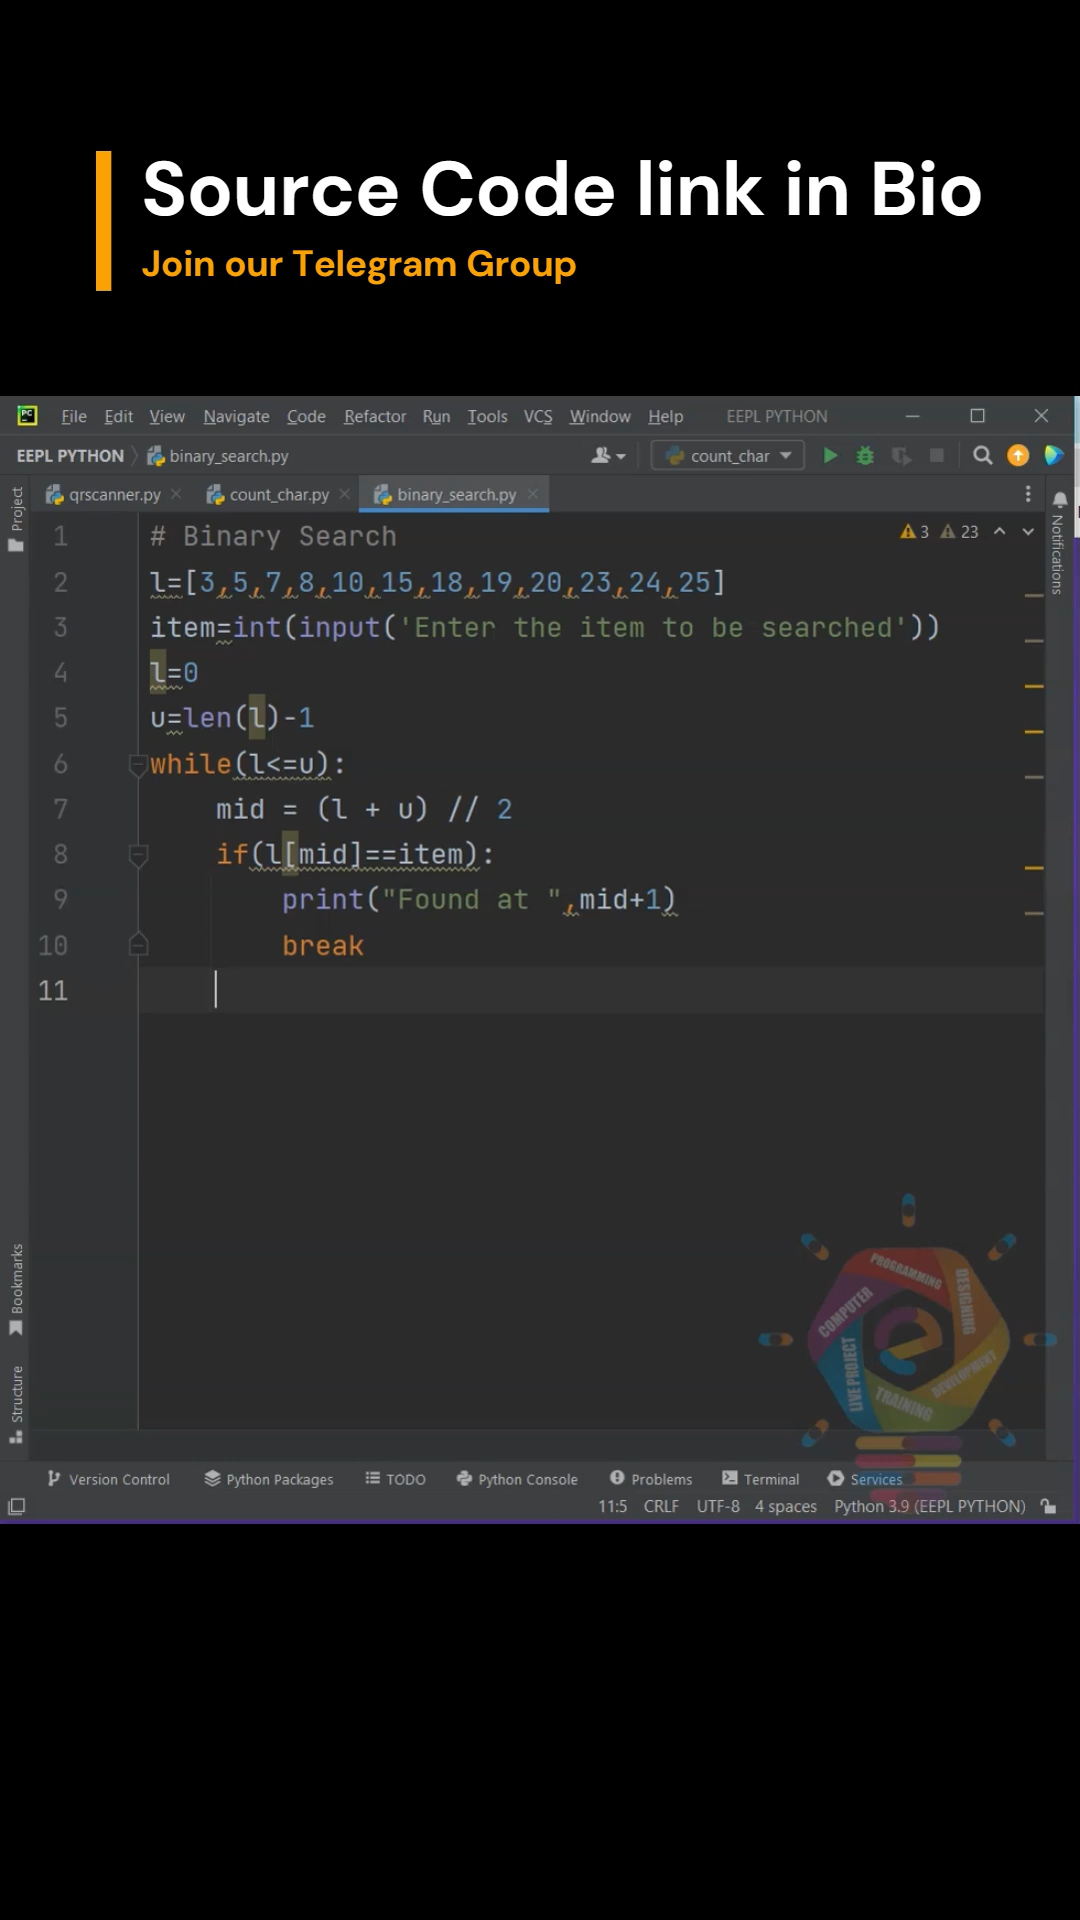 Source Code link in Bio
Join our Telegram Group
PC
File Edit View Navigate Code Refactor Run Tools VCS Window Help EEPL PYTHON
EEPL PYTHON binary_search.py count_char
qrscanner.py count_char.py binary_search.py
Project
Notifications
3 23
1 # Binary Search
2 l=[3,5,7,8,10,15,18,19,20,23,24,25]
3 item=int(input('Enter the item to be searched'))
4 l=0
5 u=len(l)-1
6 while(l<=u):
7 mid = (l + u) // 2
8 if(l[mid]==item):
9 print("Found at ",mid+1)
10 break
11
Bookmarks
Structure
PROGRAMMING
DESIGNING
COMPUTER
DEVELOPMENT
LIVE PROJECT
TRAINING
Version Control Python Packages TODO Python Console Problems Terminal Services
11:5 CRLF UTF-8 4 spaces Python 3.9 (EEPL PYTHON)